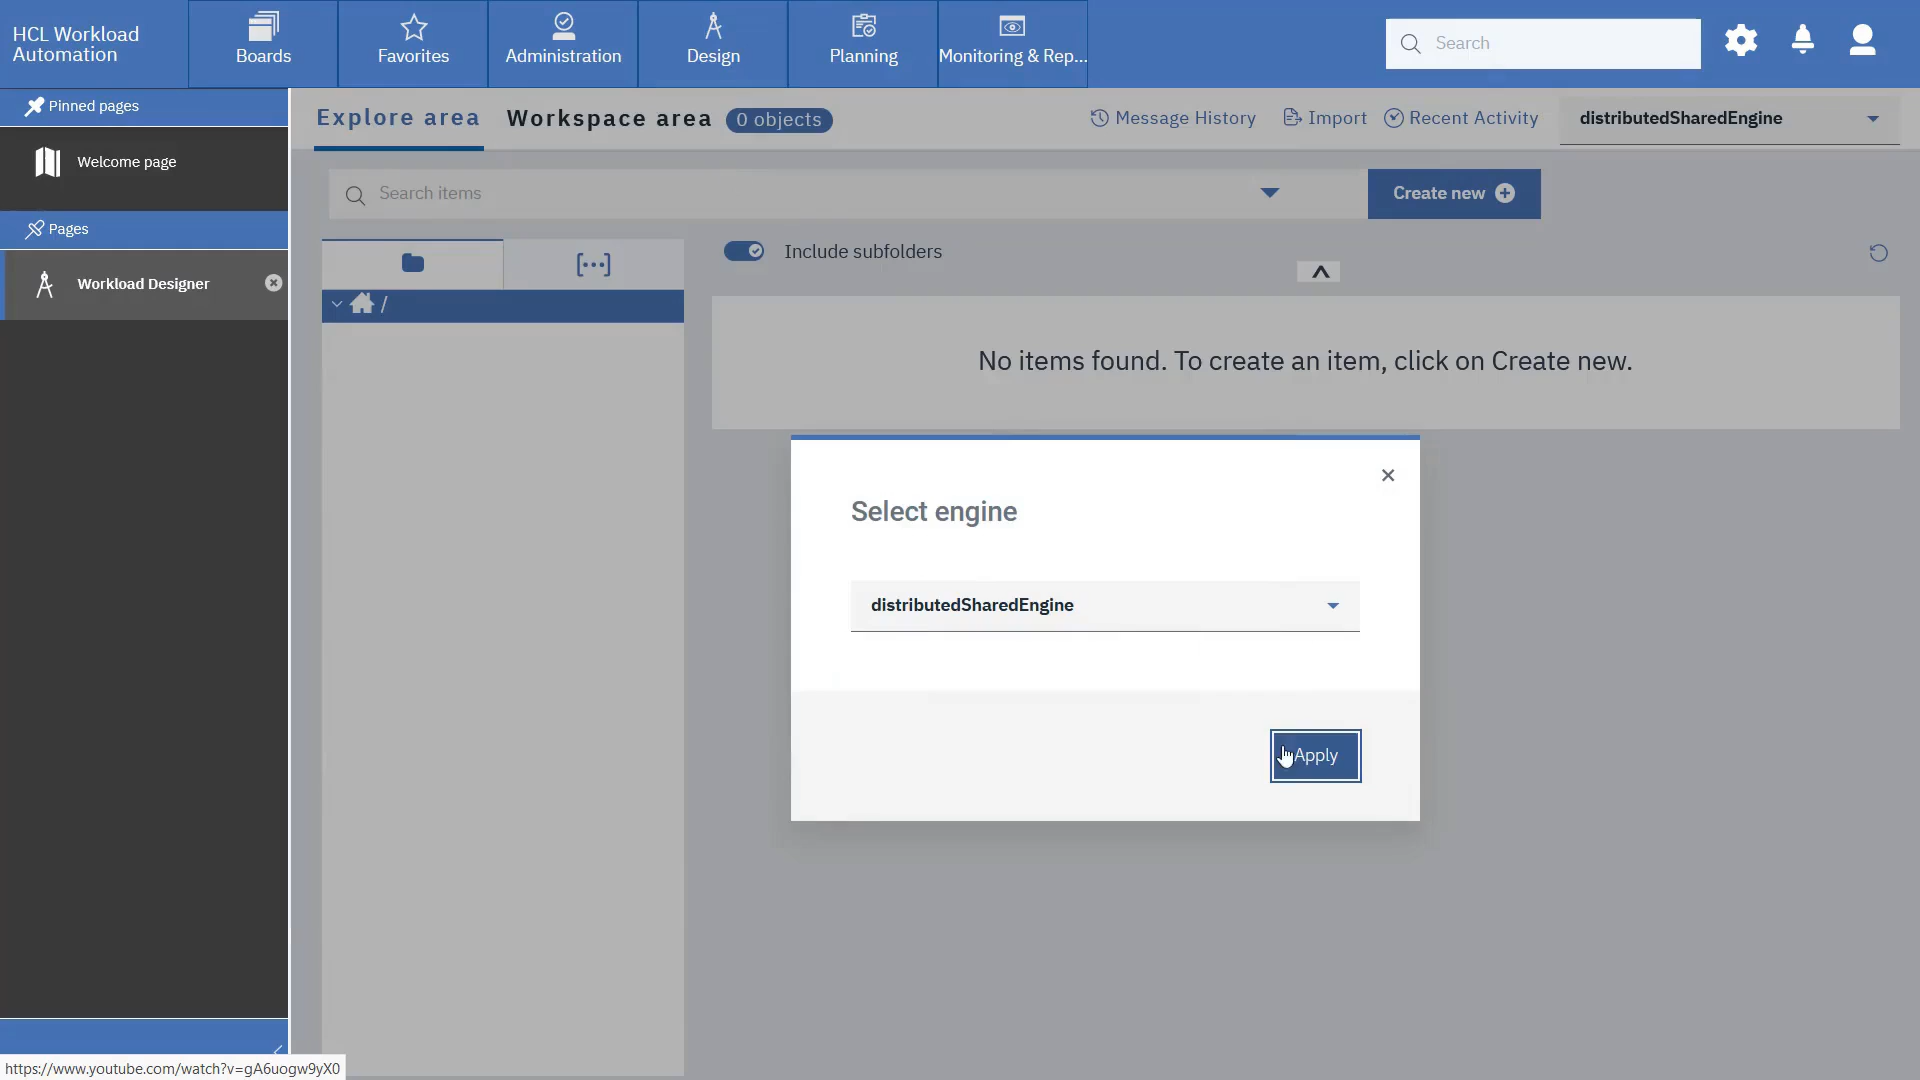 HCL Workload
Automation
Boards
Favorites
Administration
Design
Planning
Monitoring & Rep...
Search
Pinned pages
Welcome page
Pages
Workload Designer
Explore area
Workspace area
0 objects
Message History
Import
Recent Activity
distributedSharedEngine
Search items
Create new
Include subfolders
/
No items found. To create an item, click on Create new.
Select engine
distributedSharedEngine
Apply
https://www.youtube.com/watch?v=gA6uogw9yX0